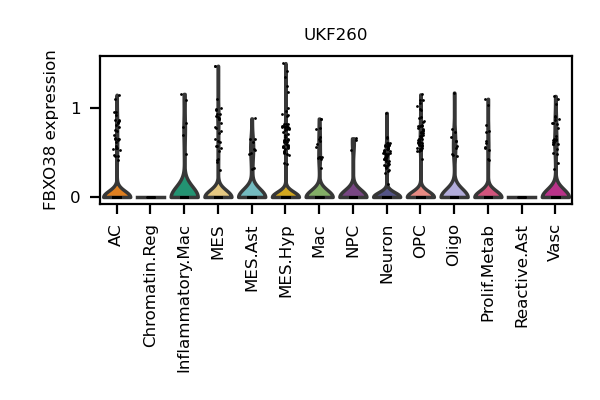 UKF260
FBXO38 expression
1
0
AC
Chromatin.Reg
Inflammatory.Mac
MES
MES.Ast
MES.Hyp
Mac
NPC
Neuron
OPC
Oligo
Prolif.Metab
Reactive.Ast
Vasc